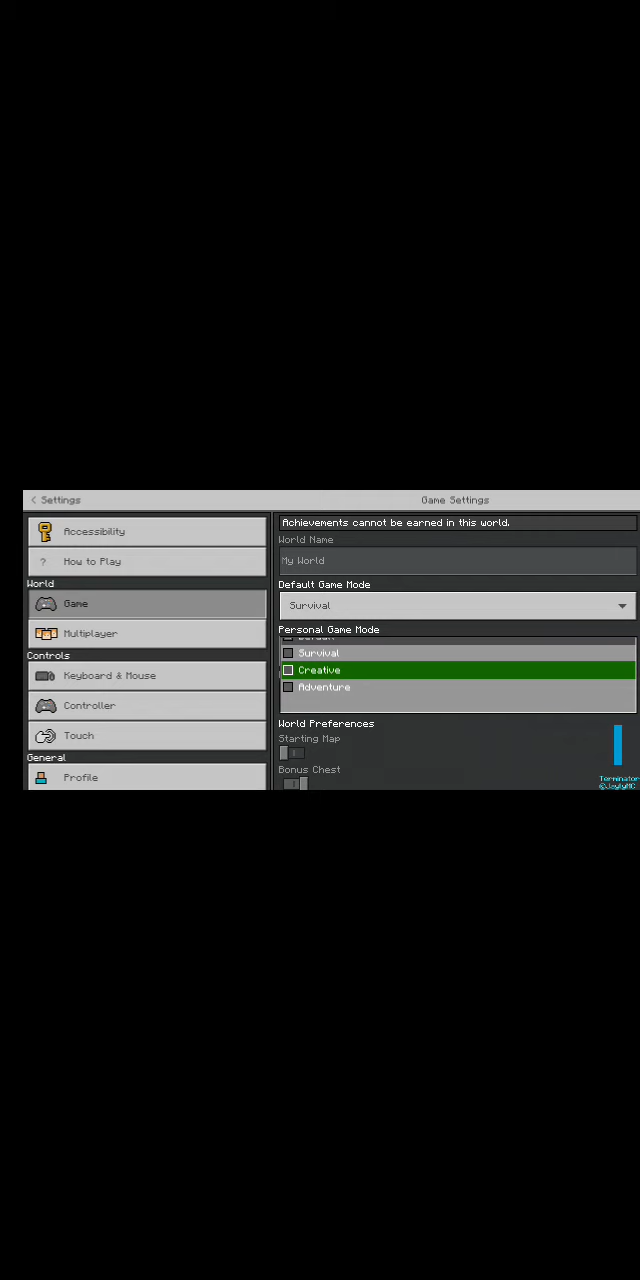 < Settings
Game Settings
Accessibility
? How to Play
World
Game
Multiplayer
Controls
Keyboard & Mouse
Controller
Touch
General
Profile
Achievements cannot be earned in this world.
World Name
My World
Default Game Mode
Survival
Personal Game Mode
Default
Survival
Creative
Adventure
World Preferences
Starting Map
Bonus Chest
Terminator
©JaylyMC